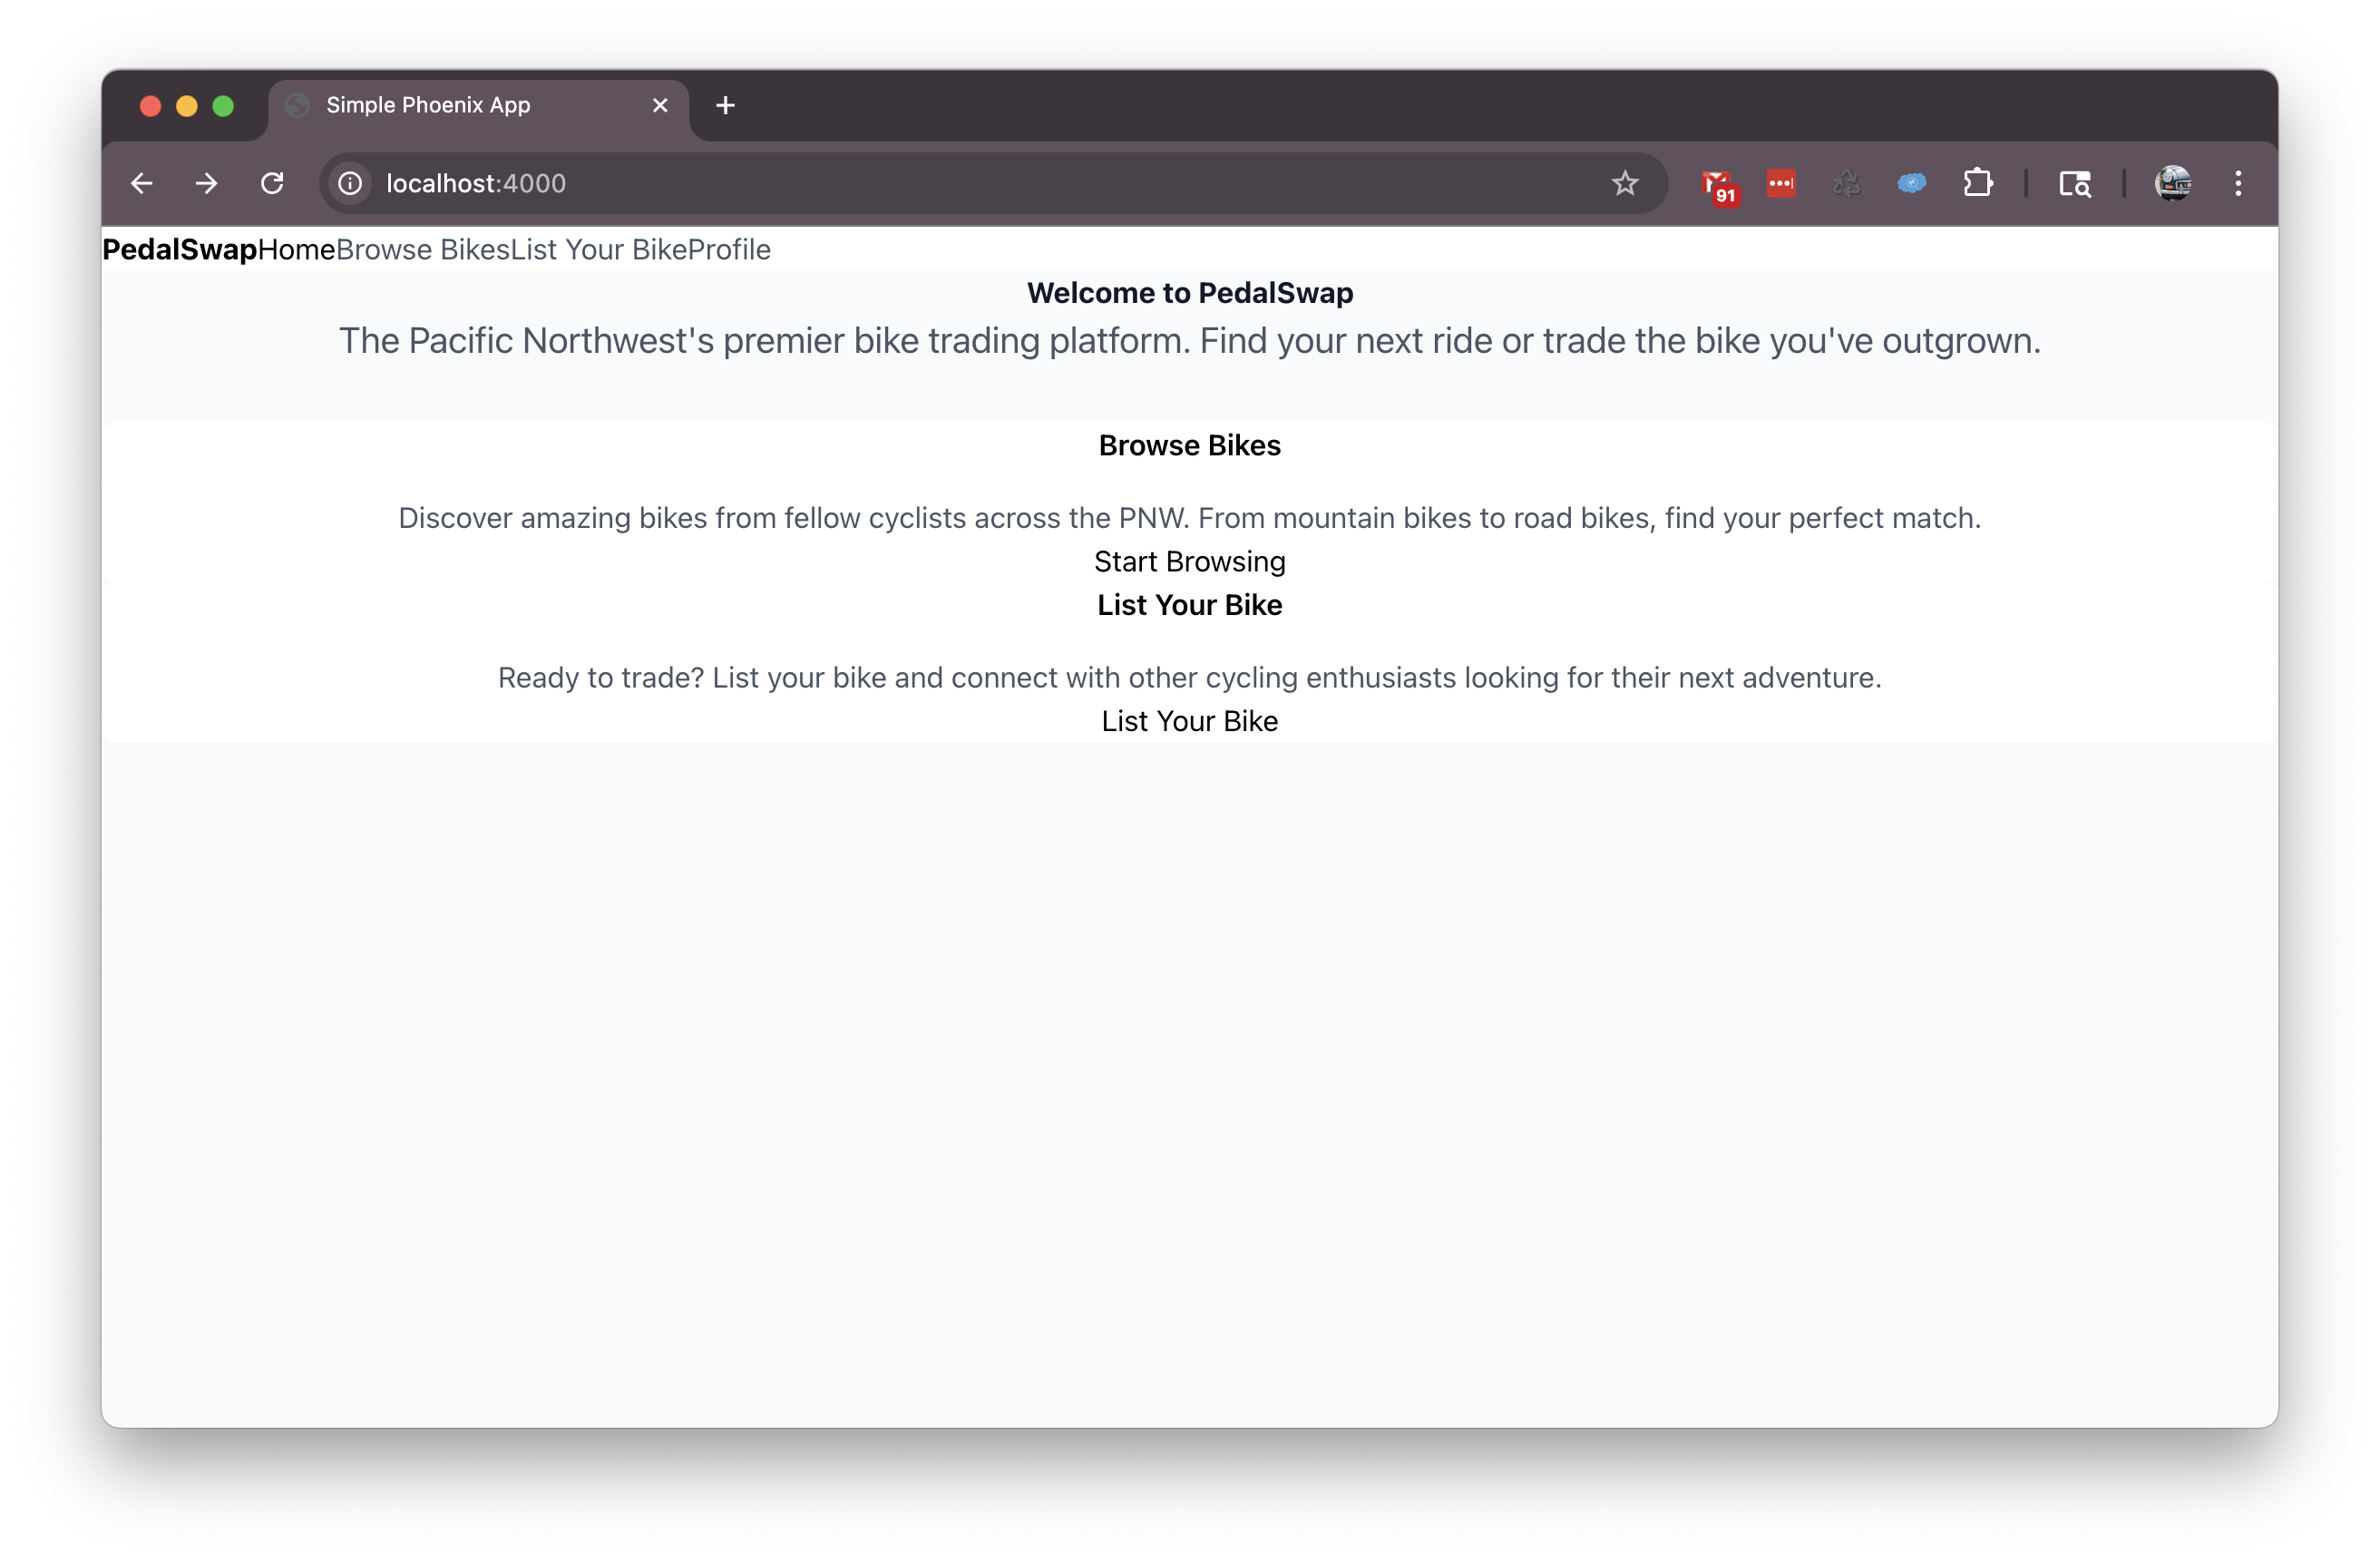 Simple Phoenix App
localhost:4000
91
PedalSwapHomeBrowse BikesList Your BikeProfile
Welcome to PedalSwap
The Pacific Northwest's premier bike trading platform. Find your next ride or trade the bike you've outgrown.
Browse Bikes
Discover amazing bikes from fellow cyclists across the PNW. From mountain bikes to road bikes, find your perfect match.
Start Browsing
List Your Bike
Ready to trade? List your bike and connect with other cycling enthusiasts looking for their next adventure.
List Your Bike